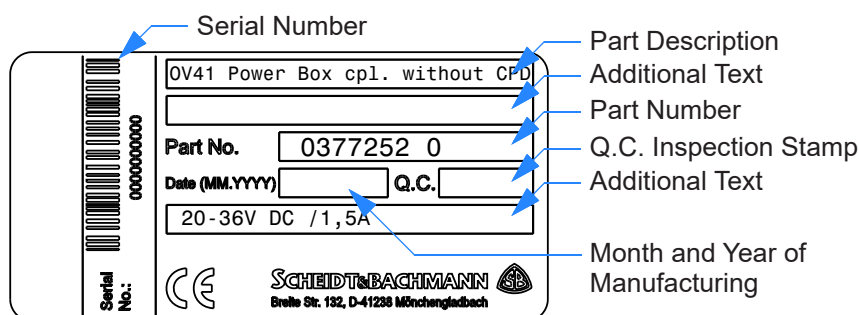 Serial Number
Part Description
OV41 Power Box cpl. without CPD
Additional Text
Part Number
Part No.
0377252 0
Q.C. Inspection Stamp
Date (MM.YYYY)
Q.C.
Additional Text
20-36V DC /1,5A
Month and Year of
Manufacturing
0000000000
Serial
No.:
CE
SCHEIDT&BACHMANN
SB
Breite Str. 132, D-41238 Mönchengladbach